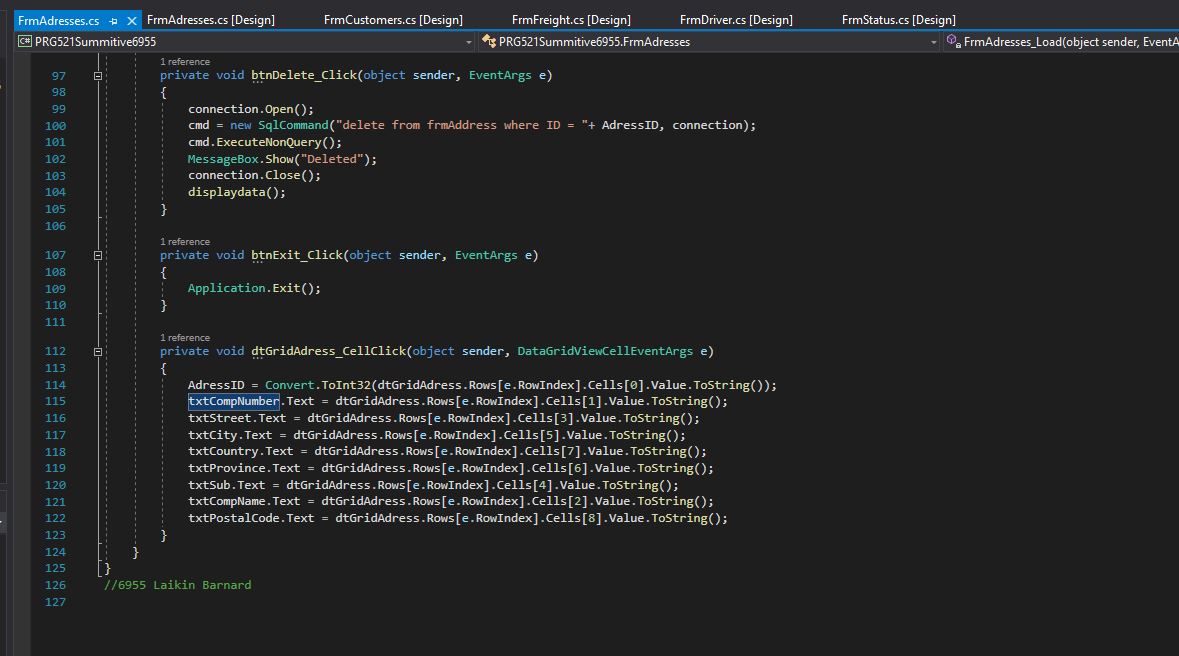 FrmAdresses.cs FrmAdresses.cs [Design] FrmCustomers.cs [Design] FrmFreight.cs [Design] FrmDriver.cs [Design] FrmStatus.cs [Design]
C# PRG521Summitive6955 PRG521Summitive6955.FrmAdresses FrmAdresses_Load(object sender, EventA
1 reference
97 private void btnDelete_Click(object sender, EventArgs e)
98 {
99 connection.Open();
100 cmd = new SqlCommand("delete from frmAddress where ID = "+ AdressID, connection);
101 cmd.ExecuteNonQuery();
102 MessageBox.Show("Deleted");
103 connection.Close();
104 displaydata();
105 }
106
1 reference
107 private void btnExit_Click(object sender, EventArgs e)
108 {
109 Application.Exit();
110 }
111
1 reference
112 private void dtGridAdress_CellClick(object sender, DataGridViewCellEventArgs e)
113 {
114 AdressID = Convert.ToInt32(dtGridAdress.Rows[e.RowIndex].Cells[0].Value.ToString());
115 txtCompNumber.Text = dtGridAdress.Rows[e.RowIndex].Cells[1].Value.ToString();
116 txtStreet.Text = dtGridAdress.Rows[e.RowIndex].Cells[3].Value.ToString();
117 txtCity.Text = dtGridAdress.Rows[e.RowIndex].Cells[5].Value.ToString();
118 txtCountry.Text = dtGridAdress.Rows[e.RowIndex].Cells[7].Value.ToString();
119 txtProvince.Text = dtGridAdress.Rows[e.RowIndex].Cells[6].Value.ToString();
120 txtSub.Text = dtGridAdress.Rows[e.RowIndex].Cells[4].Value.ToString();
121 txtCompName.Text = dtGridAdress.Rows[e.RowIndex].Cells[2].Value.ToString();
122 txtPostalCode.Text = dtGridAdress.Rows[e.RowIndex].Cells[8].Value.ToString();
123 }
124 }
125 }
126 //6955 Laikin Barnard
127